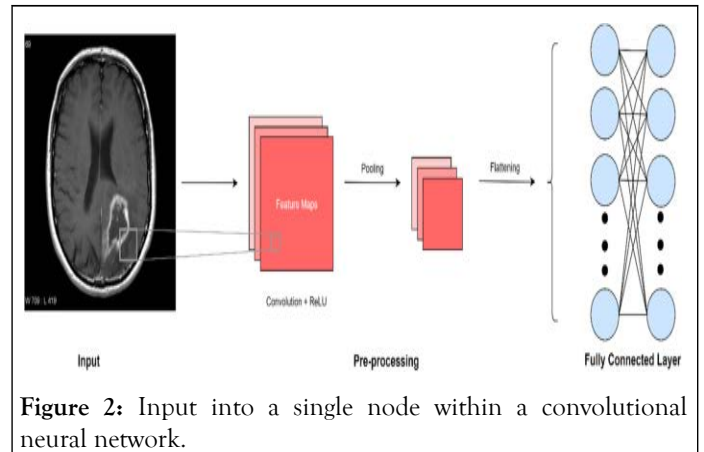 69
W 709 : L 419
Feature Maps
Convolution + ReLU
Pooling
Flattening
Input
Pre-processing
Fully Connected Layer
Figure 2: Input into a single node within a convolutional
neural network.